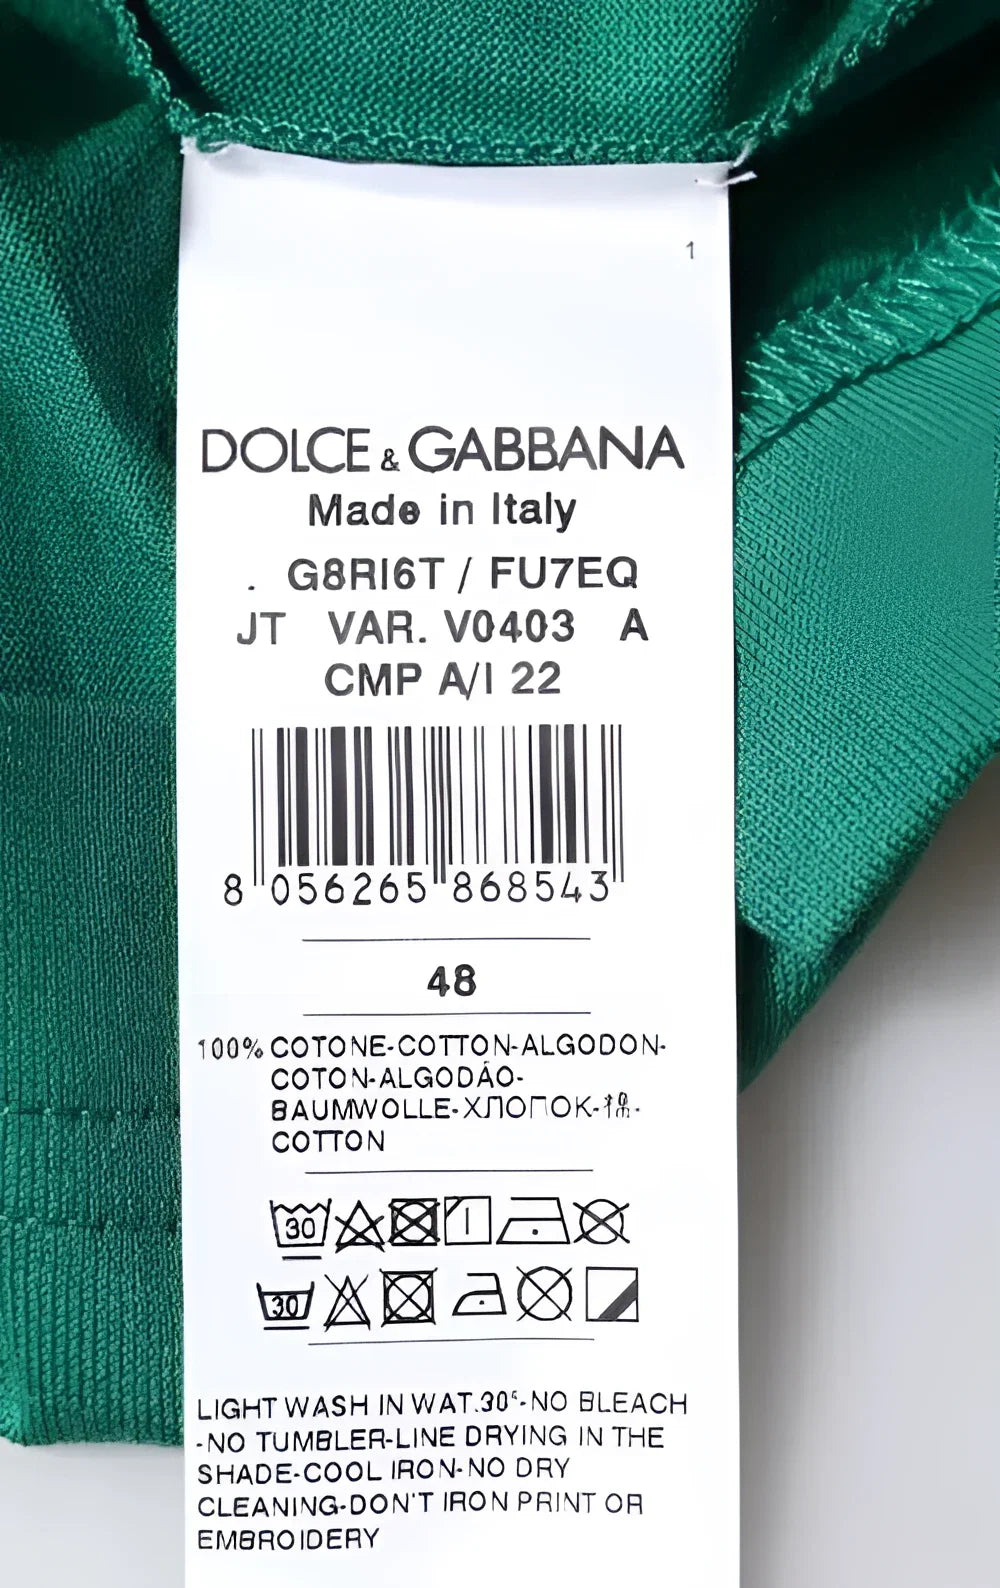 1
DOLCE & GABBANA
Made in Italy
. G8RI6T / FU7EQ
JT VAR. V0403 A
CMP A/I 22
8 056265 868543
48
100% COTONE-COTTON-ALGODON-
COTON-ALGODÁO-
BAUMWOLLE-ХЛОПОК-棉-
COTTON
30
30
LIGHT WASH IN WAT.30°-NO BLEACH
-NO TUMBLER-LINE DRYING IN THE
SHADE-COOL IRON-NO DRY
CLEANING-DON'T IRON PRINT OR
EMBROIDERY